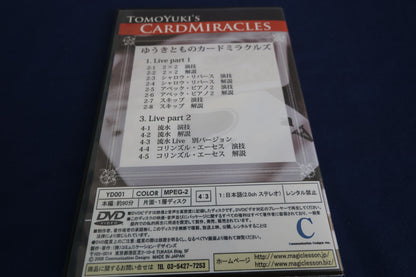 TOMOYUKI'S
CARDMIRACLES
ゆうきとものカードミラクルズ
1. Live part 1
2-1 2×2 演技
2-2 2×2 解説
2-3 シャロウ・リバース 演技
2-4 シャロウ・リバース 解説
2-5 アベック・ピアノ2 演技
2-6 アベック・ピアノ2 解説
2-7 スキップ 演技
2-8 スキップ 解説
3. Live part 2
4-1 流水 演技
4-2 流水 解説
4-3 流水 Live 別バージョン
4-4 コリンズル・エーセス 演技
4-5 コリンズル・エーセス 解説
YD001
COLOR
MPEG-2
4:3
1:日本語(2.0ch ステレオ)
レンタル禁止
本編:約90分
片面・1層ディスク
DVD
VIDEO
Communication Designs Inc.
MADE IN JAPAN
TEL 03-5427-7253
ホームページ
http://www.magiclesson.jp/